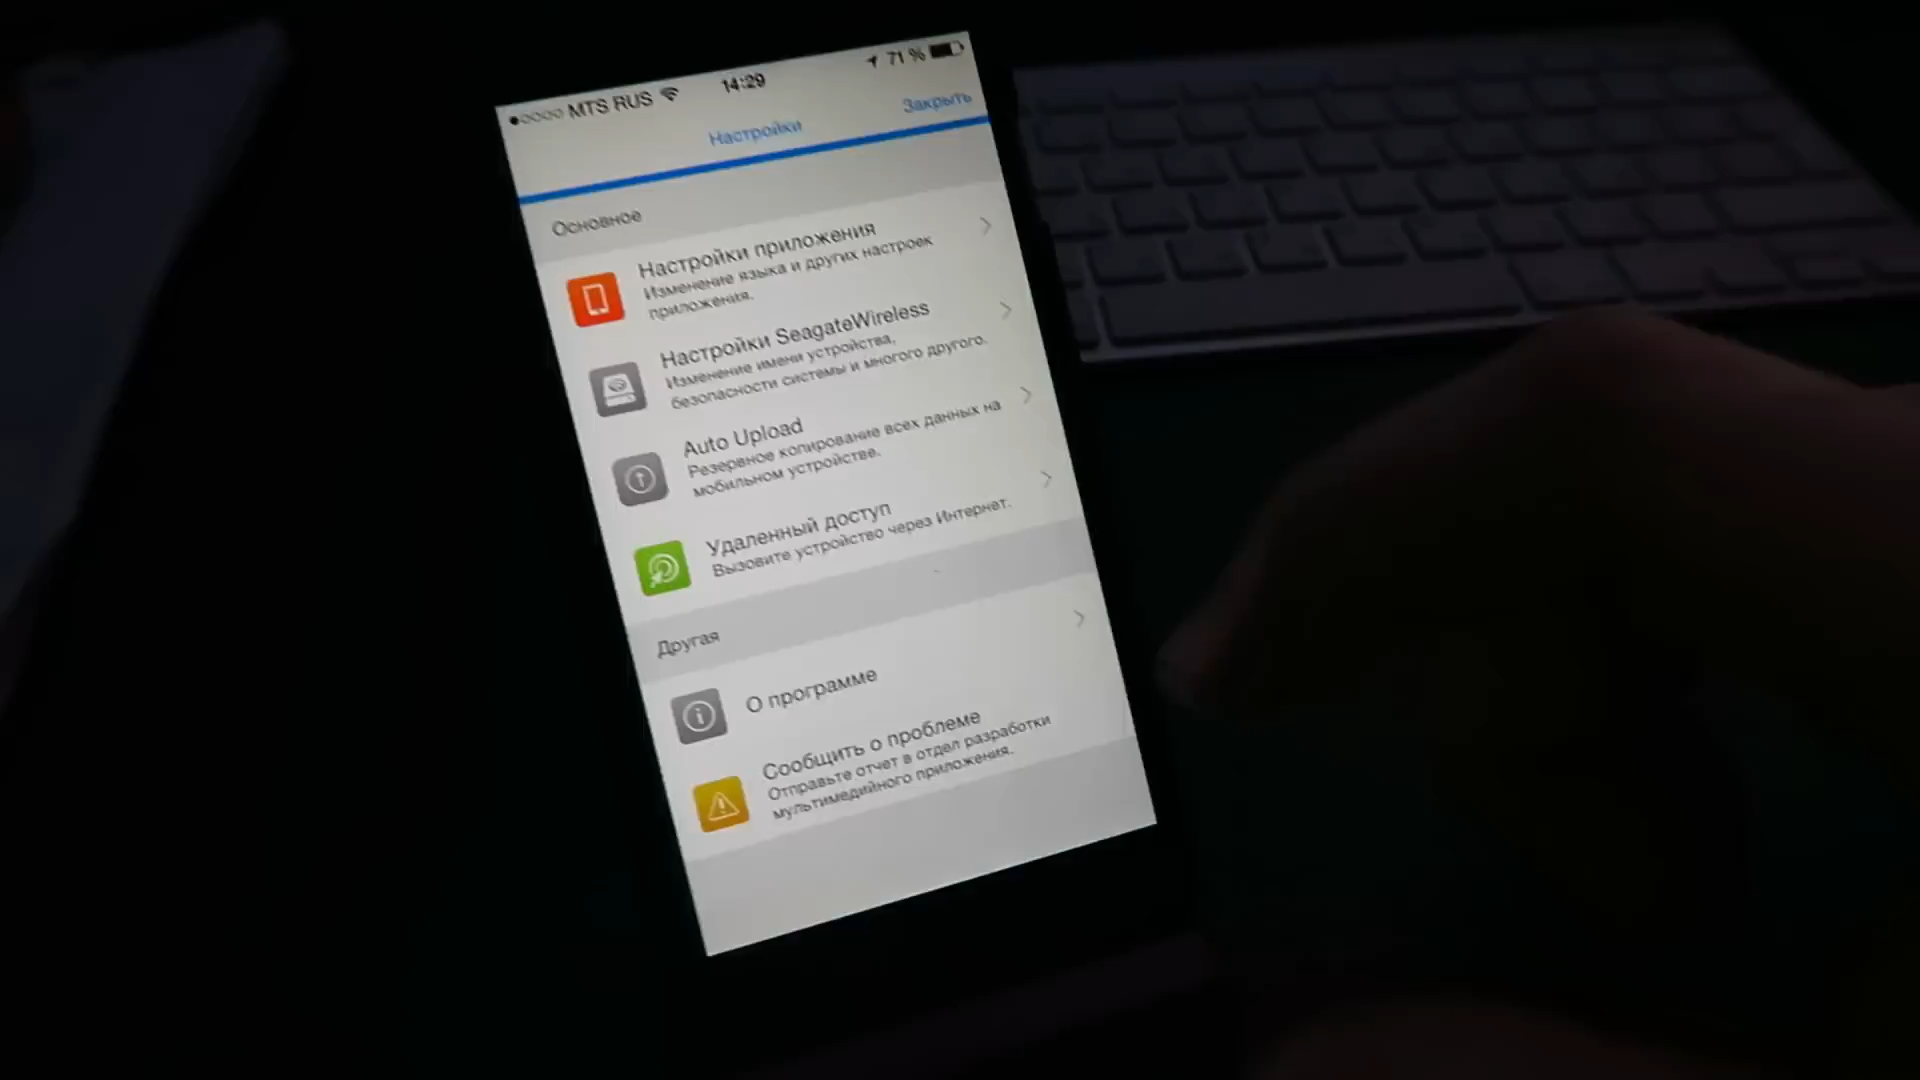 MTS RUS 14:29 71 %
Настройки Закрыть
Основное
Настройки приложения
Изменение языка и других настроек
приложения.
Настройки SeagateWireless
Изменение имени устройства,
безопасности системы и многого другого.
Auto Upload
Резервное копирование всех данных на
мобильном устройстве.
Удаленный доступ
Вызовите устройство через Интернет.
Другая
О программе
Сообщить о проблеме
Отправьте отчет в отдел разработки
мультимедийного приложения.